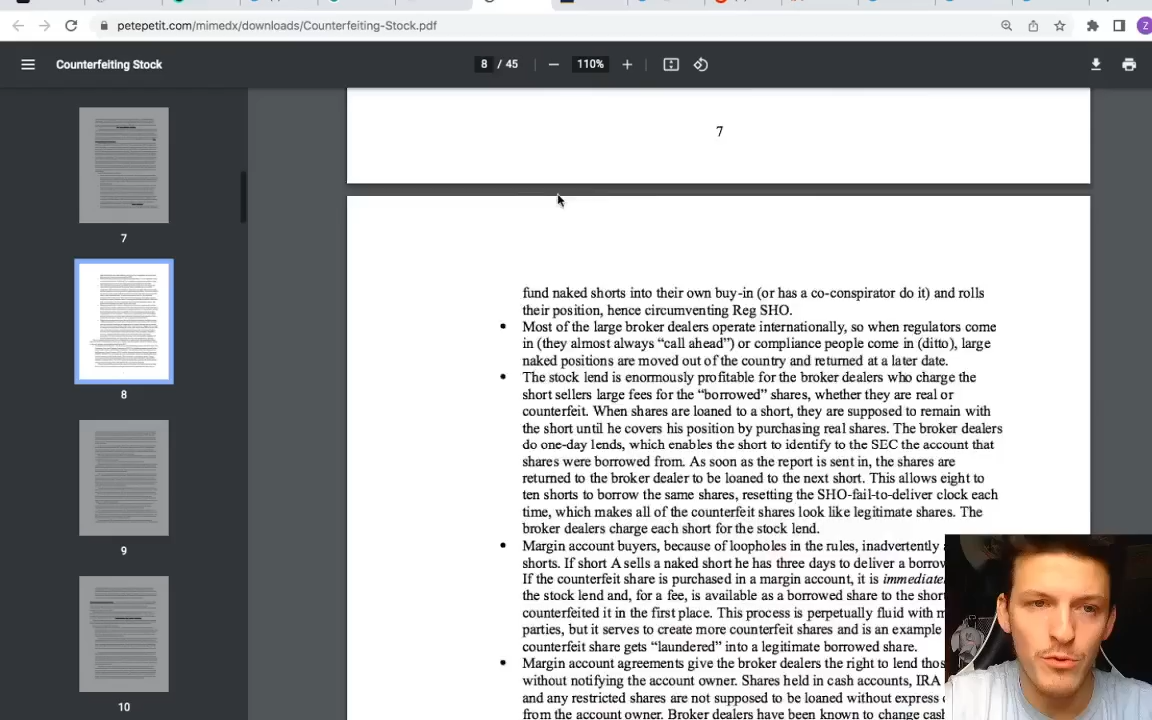 petepetit.com/mimedx/downloads/Counterfeiting-Stock.pdf
Counterfeiting Stock
8 / 45
110%
7
8
9
10
7
fund naked shorts into their own buy-in (or has a co-conspirator do it) and rolls
their position, hence circumventing Reg SHO.
• Most of the large broker dealers operate internationally, so when regulators come
in (they almost always “call ahead”) or compliance people come in (ditto), large
naked positions are moved out of the country and returned at a later date.
• The stock lend is enormously profitable for the broker dealers who charge the
short sellers large fees for the “borrowed” shares, whether they are real or
counterfeit. When shares are loaned to a short, they are supposed to remain with
the short until he covers his position by purchasing real shares. The broker dealers
do one-day lends, which enables the short to identify to the SEC the account that
shares were borrowed from. As soon as the report is sent in, the shares are
returned to the broker dealer to be loaned to the next short. This allows eight to
ten shorts to borrow the same shares, resetting the SHO-fail-to-deliver clock each
time, which makes all of the counterfeit shares look like legitimate shares. The
broker dealers charge each short for the stock lend.
• Margin account buyers, because of loopholes in the rules, inadvertently
shorts. If short A sells a naked short he has three days to deliver a
If the counterfeit share is purchased in a margin account, it is
the stock lend and, for a fee, is available as a borrowed share to the
counterfeited it in the first place. This process is perpetually fluid with
parties, but it serves to create more counterfeit shares and is an example
counterfeit share gets “laundered” into a legitimate borrowed share.
• Margin account agreements give the broker dealers the right to lend
without notifying the account owner. Shares held in cash accounts, IRA
and any restricted shares are not supposed to be loaned without express
from the account owner. Broker dealers have been known to change